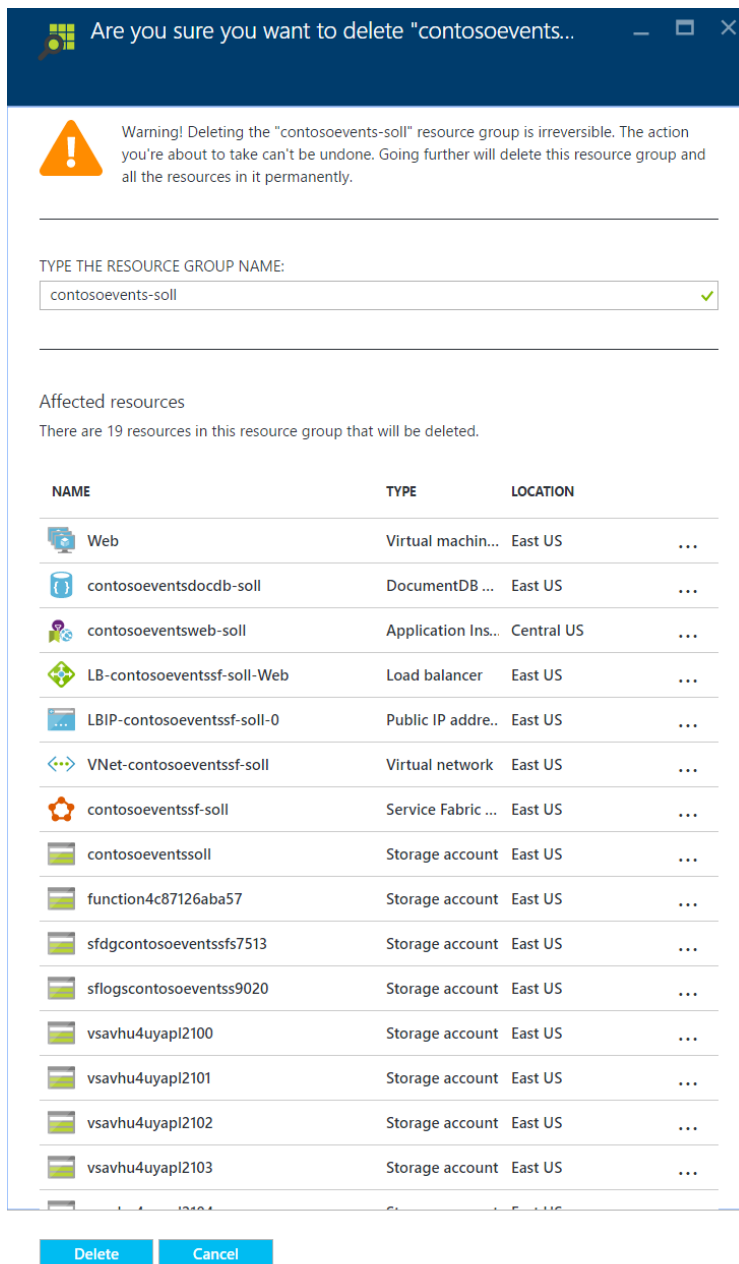 Are you sure you want to delete "contosoevents...
Warning! Deleting the "contosoevents-soll" resource group is irreversible. The action
you're about to take can't be undone. Going further will delete this resource group and
all the resources in it permanently.
TYPE THE RESOURCE GROUP NAME:
contosoevents-soll
Affected resources
There are 19 resources in this resource group that will be deleted.
NAME TYPE LOCATION
Web Virtual machin... East US ...
contosoeventsdocdb-soll DocumentDB ... East US ...
contosoeventsweb-soll Application Ins... Central US ...
LB-contosoeventssf-soll-Web Load balancer East US ...
LBIP-contosoeventssf-soll-0 Public IP addre.. East US ...
VNet-contosoeventssf-soll Virtual network East US ...
contosoeventssf-soll Service Fabric ... East US ...
contosoeventssoll Storage account East US ...
function4c87126aba57 Storage account East US ...
sfdgcontosoeventssfs7513 Storage account East US ...
sflogscontosoeventss9020 Storage account East US ...
vsavhu4uyapl2100 Storage account East US ...
vsavhu4uyapl2101 Storage account East US ...
vsavhu4uyapl2102 Storage account East US ...
vsavhu4uyapl2103 Storage account East US ...
Delete Cancel